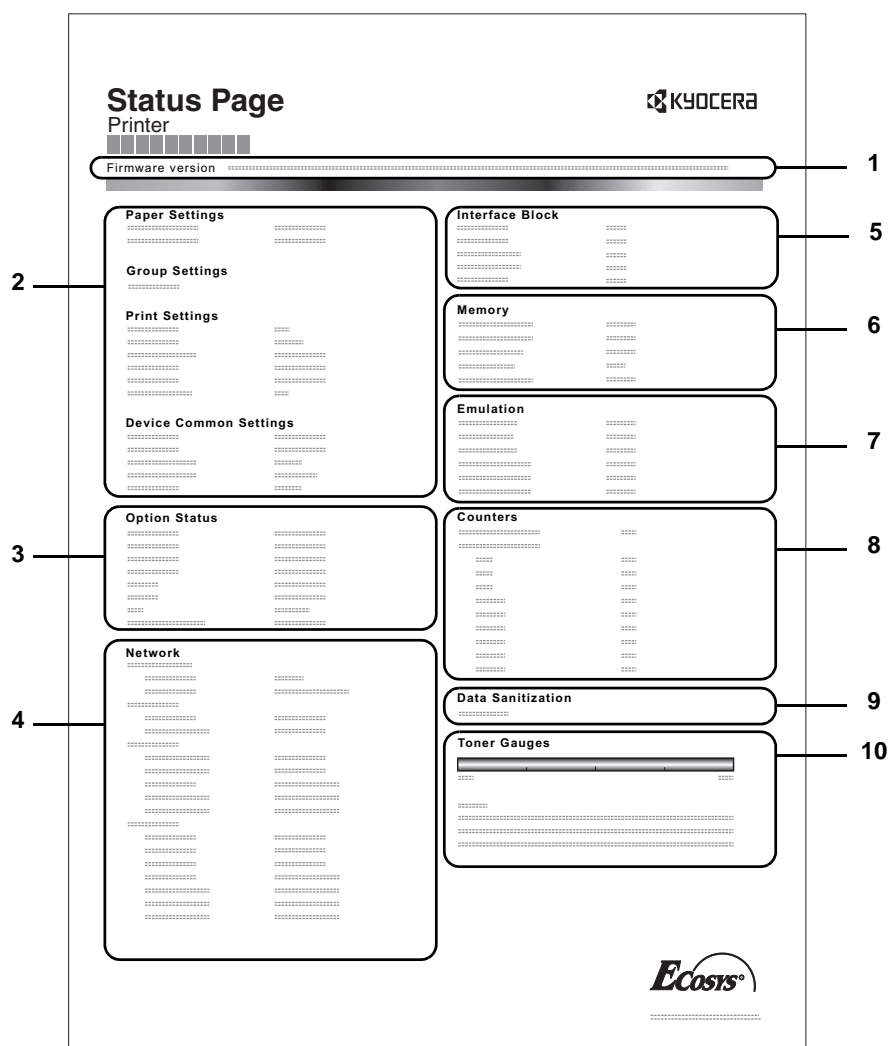 Status Page
KYOCERA
Printer
Firmware version
1
Paper Settings
Group Settings
Print Settings
Device Common Settings
2
Option Status
3
Network
4
Interface Block
5
Memory
6
Emulation
7
Counters
8
Data Sanitization
9
Toner Gauges
10
ECOSYS